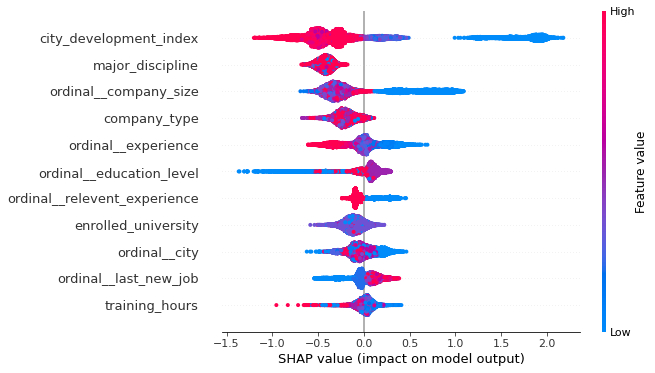 High
city_development_index
major_discipline
ordinal__company_size
company_type
ordinal__experience
ordinal__education_level
ordinal__relevent_experience
enrolled_university
ordinal__city
ordinal__last_new_job
training_hours
Feature value
Low
−1.5 −1.0 −0.5 0.0 0.5 1.0 1.5 2.0
SHAP value (impact on model output)